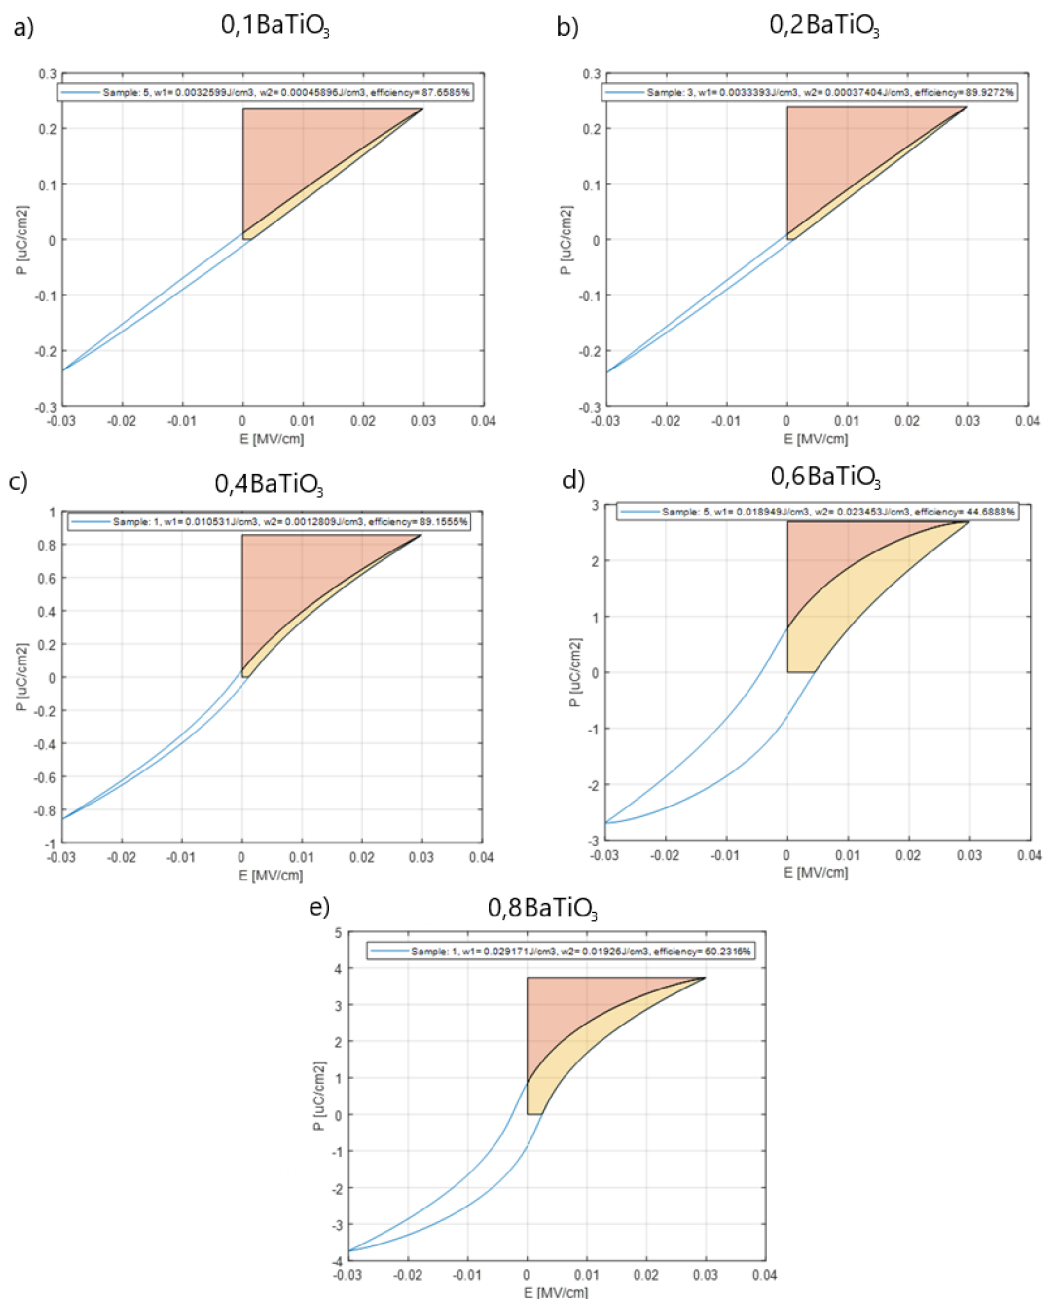 a)
0,1BaTiO3
Sample: 5, w1= 0.0032599J/cm3, w2= 0.00045896J/cm3, efficiency= 87.6585%
0.3
0.2
0.1
0
-0.1
-0.2
-0.3
P [uC/cm2]
-0.03 -0.02 -0.01 0 0.01 0.02 0.03 0.04
E [MV/cm]
b)
0,2BaTiO3
Sample: 3, w1= 0.0033393J/cm3, w2= 0.00037404J/cm3, efficiency= 89.9272%
0.3
0.2
0.1
0
-0.1
-0.2
-0.3
P [uC/cm2]
-0.03 -0.02 -0.01 0 0.01 0.02 0.03 0.04
E [MV/cm]
c)
0,4BaTiO3
Sample: 1, w1= 0.010531J/cm3, w2= 0.0012809J/cm3, efficiency= 89.1555%
1
0.8
0.6
0.4
0.2
0
-0.2
-0.4
-0.6
-0.8
-1
P [uC/cm2]
-0.03 -0.02 -0.01 0 0.01 0.02 0.03 0.04
E [MV/cm]
d)
0,6BaTiO3
Sample: 5, w1= 0.018949J/cm3, w2= 0.023453J/cm3, efficiency= 44.6888%
3
2
1
0
-1
-2
-3
P [uC/cm2]
-0.03 -0.02 -0.01 0 0.01 0.02 0.03 0.04
E [MV/cm]
e)
0,8BaTiO3
Sample: 1, w1= 0.029171J/cm3, w2= 0.01926J/cm3, efficiency= 60.2316%
5
4
3
2
1
0
-1
-2
-3
-4
P [uC/cm2]
-0.03 -0.02 -0.01 0 0.01 0.02 0.03 0.04
E [MV/cm]